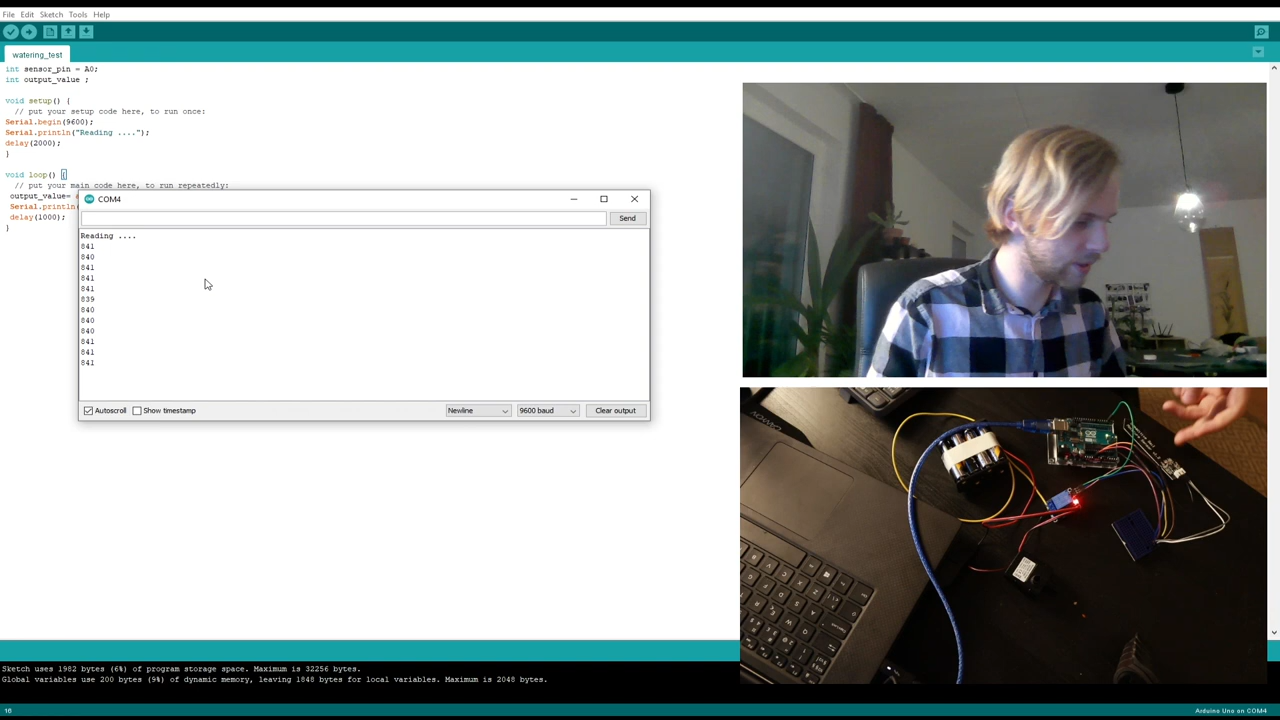 File Edit Sketch Tools Help
watering_test
int sensor_pin = A0;
int output_value ;
void setup() {
// put your setup code here, to run once:
Serial.begin(9600);
Serial.println("Reading ....");
delay(2000);
}
void loop() {
// put your main code here, to run repeatedly:
output_value=
Serial.println(
delay(1000);
}
COM4
Send
Reading ....
841
840
841
841
841
839
840
840
840
841
841
841
Autoscroll Show timestamp Newline 9600 baud Clear output
Sketch uses 1982 bytes (6%) of program storage space. Maximum is 32256 bytes.
Global variables use 200 bytes (9%) of dynamic memory, leaving 1848 bytes for local variables. Maximum is 2048 bytes.
16 Arduino Uno on COM4